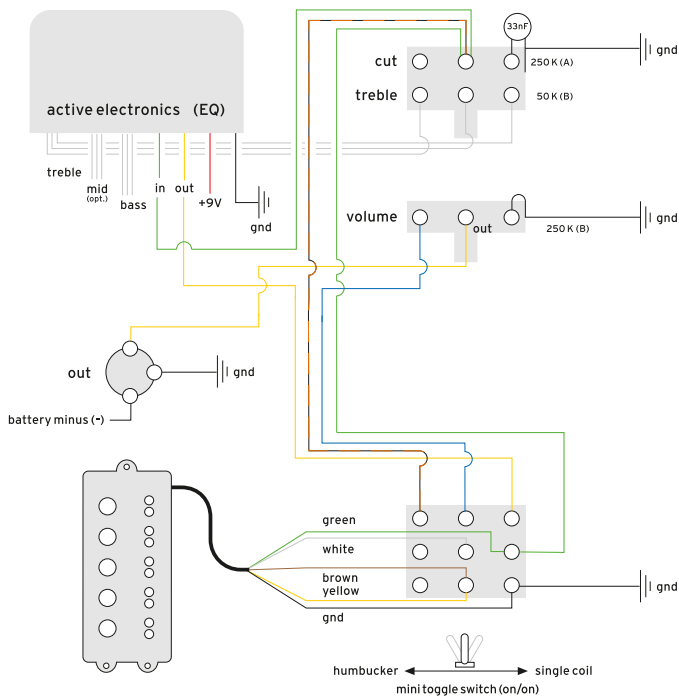 33nF
gnd
cut
250 K (A)
treble
50 K (B)
active electronics (EQ)
treble
mid
(opt.)
bass
in
out
+9V
gnd
volume
out
gnd
250 K (B)
out
gnd
battery minus (-)
green
white
brown
yellow
gnd
gnd
humbucker
single coil
mini toggle switch (on/on)